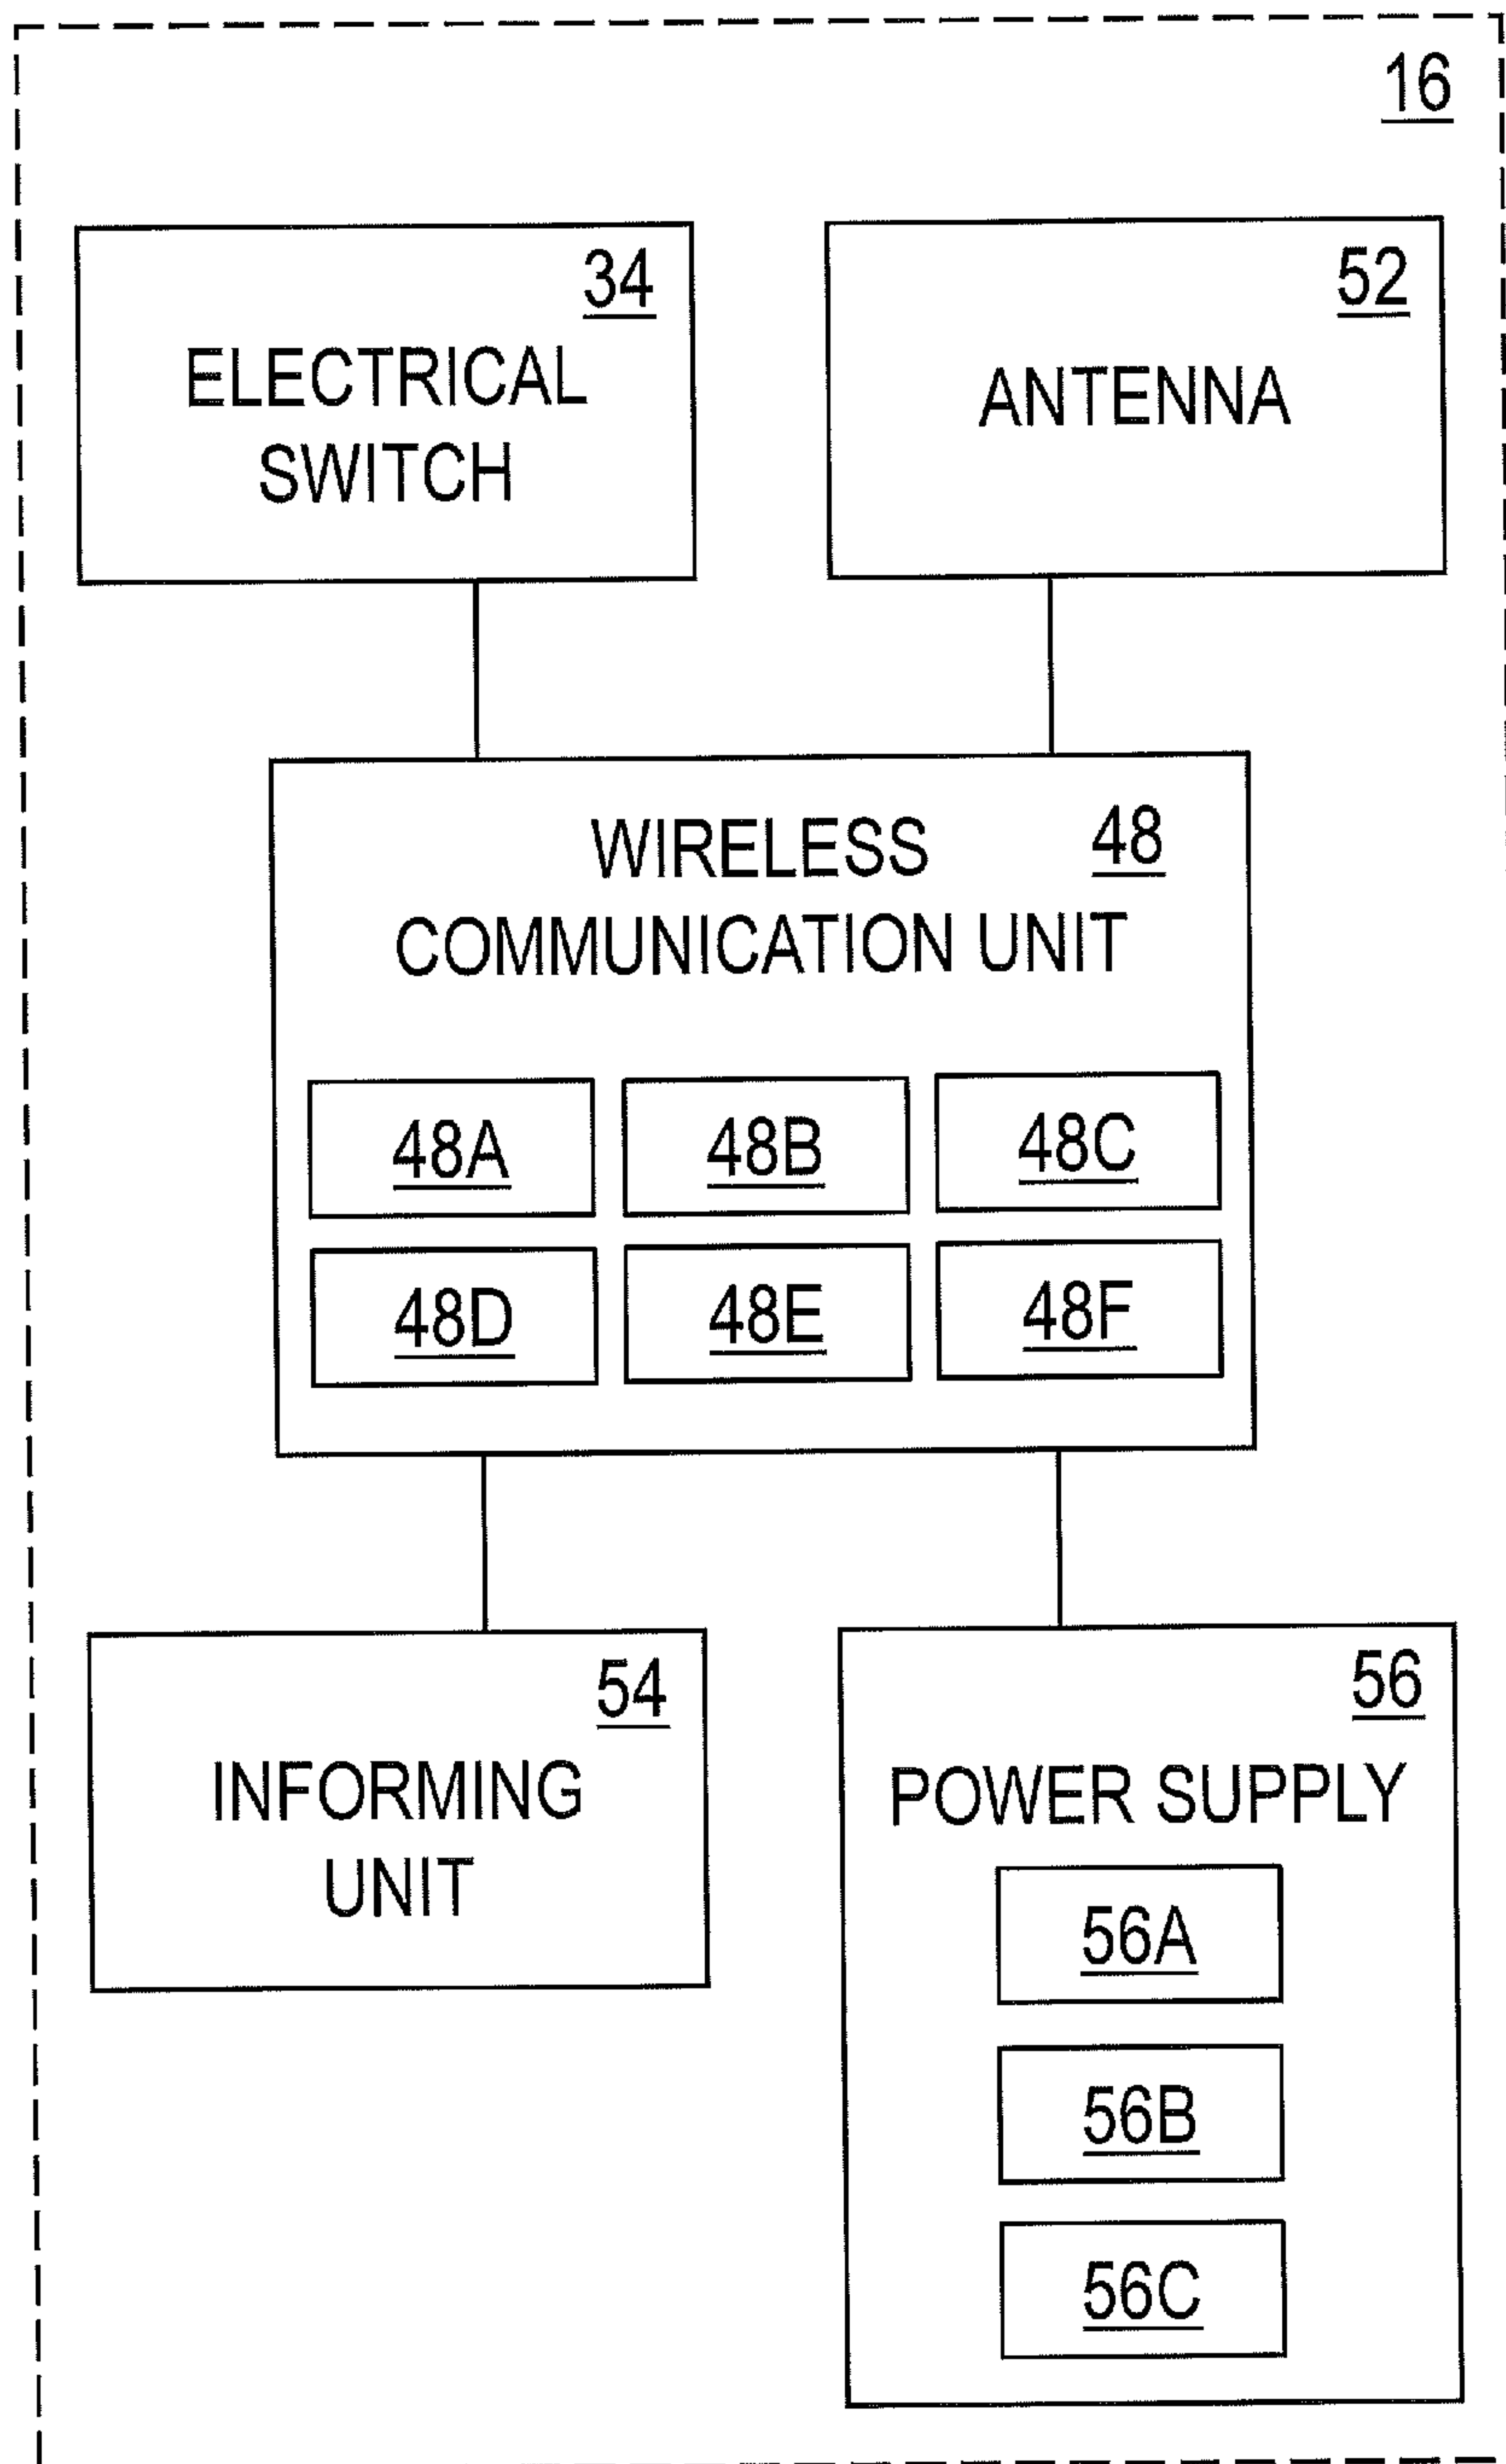 16
34
ELECTRICAL
SWITCH
52
ANTENNA
WIRELESS 48
COMMUNICATION UNIT
48A 48B 48C
48D 48E 48F
54
INFORMING
UNIT
56
POWER SUPPLY
56A
56B
56C